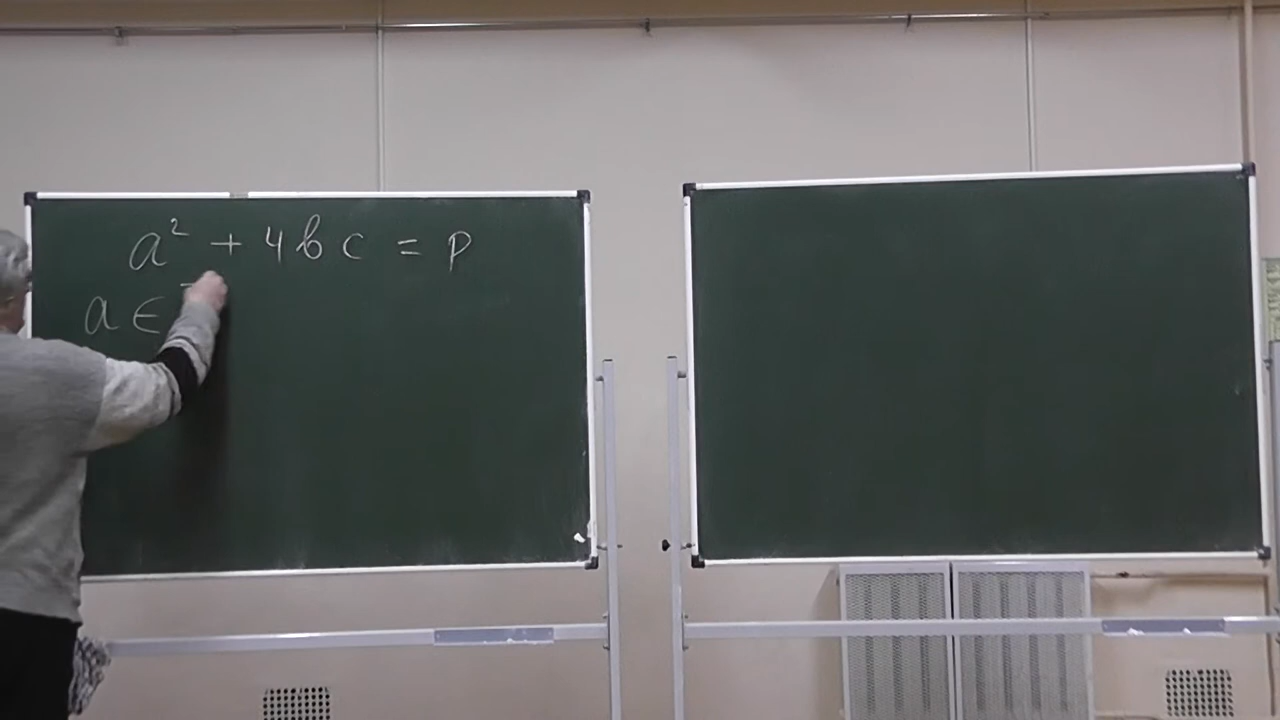 a² + 4bc = p
a ∈